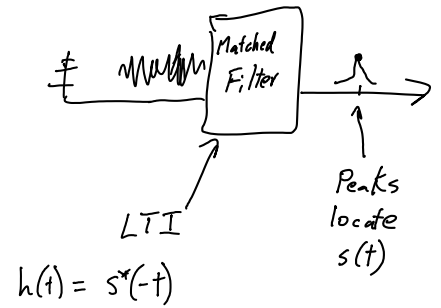 Matched
Filter
LTI
Peaks
locate
s(t)
h(t) = s*(-t)